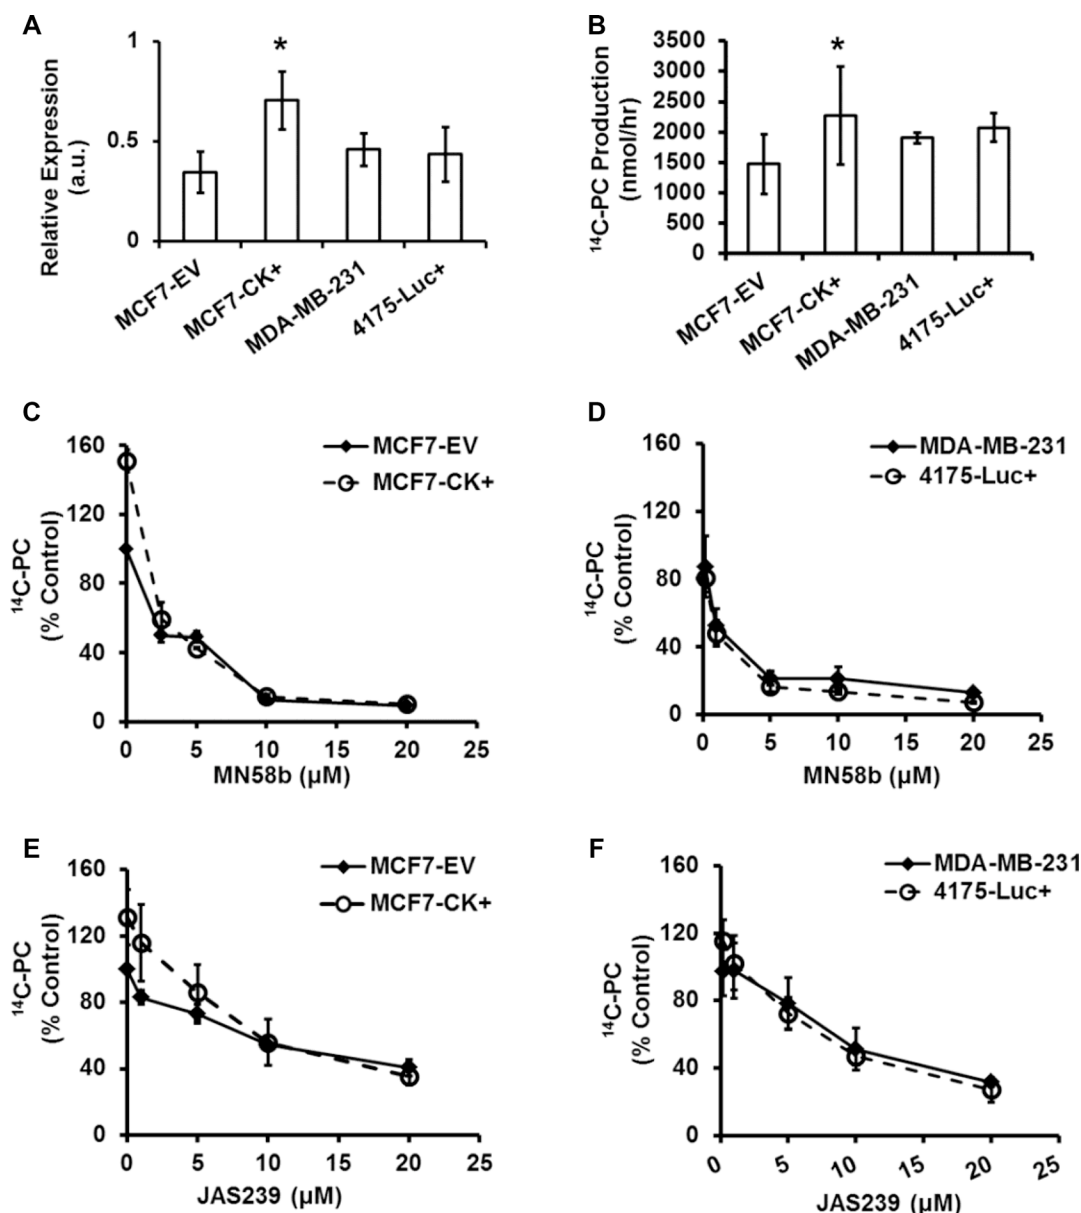 A
Relative Expression
(a.u.)
1
0.5
0
*
MCF7-EV
MCF7-CK+
MDA-MB-231
4175-Luc+
B
¹⁴C-PC Production
(nmol/hr)
3500
3000
2500
2000
1500
1000
500
0
*
MCF7-EV
MCF7-CK+
MDA-MB-231
4175-Luc+
C
¹⁴C-PC
(% Control)
160
120
80
40
0
MCF7-EV
MCF7-CK+
0 5 10 15 20 25
MN58b (µM)
D
¹⁴C-PC
(% Control)
160
120
80
40
0
MDA-MB-231
4175-Luc+
0 5 10 15 20 25
MN58b (µM)
E
¹⁴C-PC
(% Control)
160
120
80
40
0
MCF7-EV
MCF7-CK+
0 5 10 15 20 25
JAS239 (µM)
F
¹⁴C-PC
(% Control)
160
120
80
40
0
MDA-MB-231
4175-Luc+
0 5 10 15 20 25
JAS239 (µM)